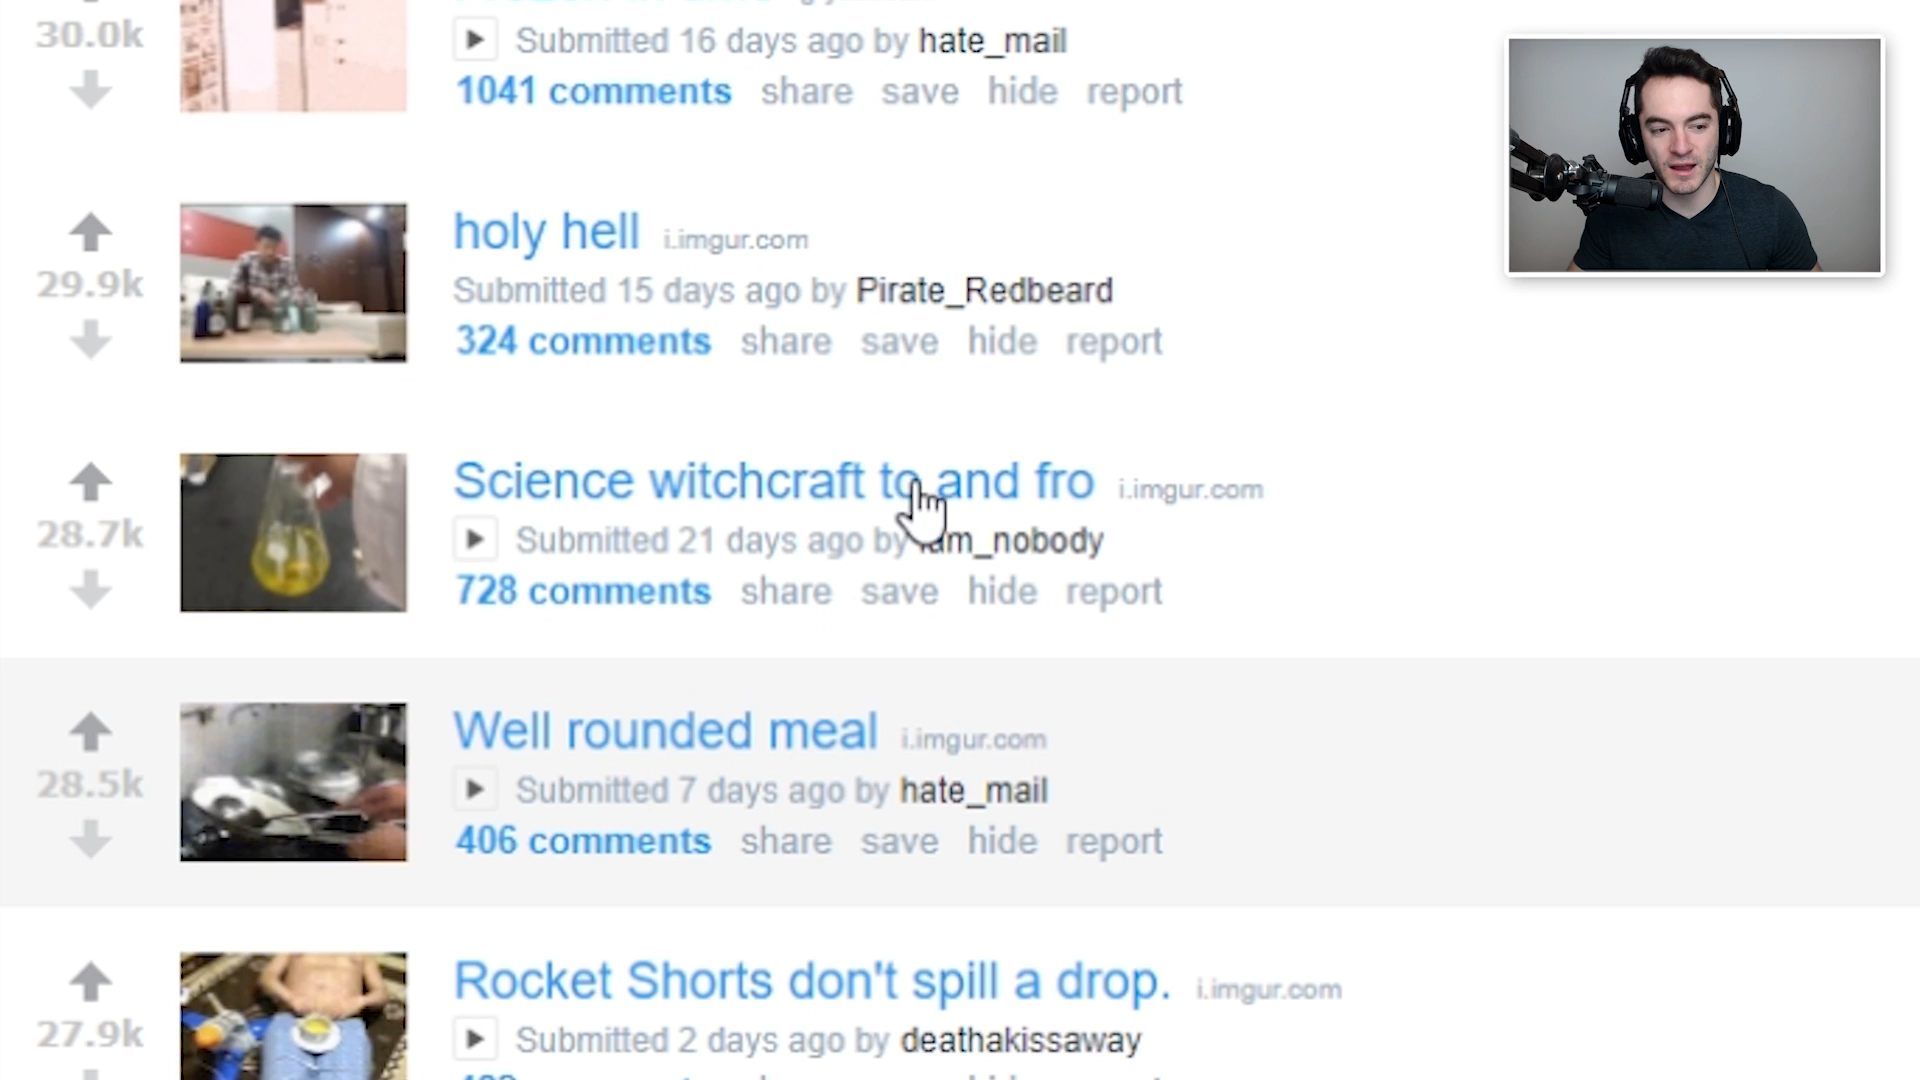 30.0k
Submitted 16 days ago by hate_mail
1041 comments share save hide report
holy hell i.imgur.com
29.9k
Submitted 15 days ago by Pirate_Redbeard
324 comments share save hide report
Science witchcraft to and fro i.imgur.com
28.7k
Submitted 21 days ago by
728 comments share save hide report
Well rounded meal i.imgur.com
28.5k
Submitted 7 days ago by hate_mail
406 comments share save hide report
Rocket Shorts don't spill a drop. i.imgur.com
27.9k
Submitted 2 days ago by deathakissaway